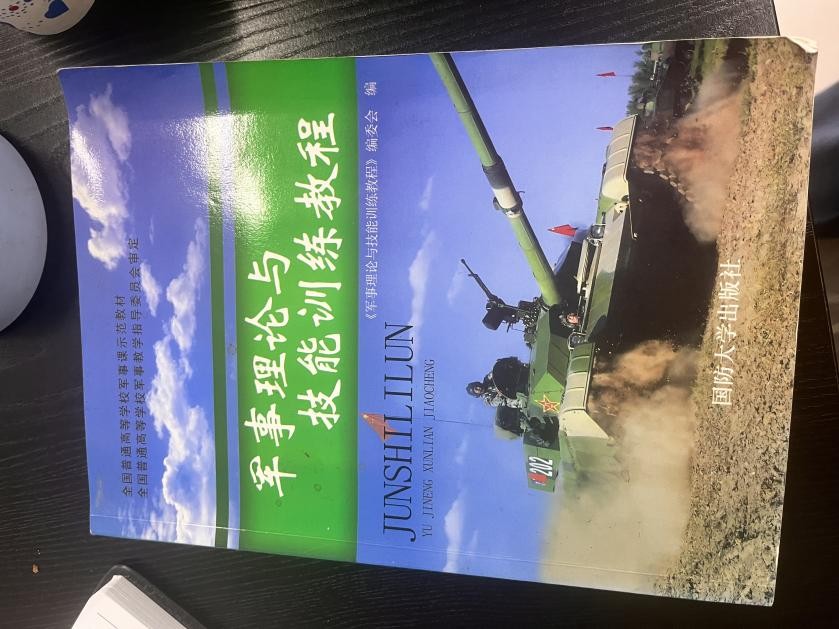 全国普通高等学校军事课示范教材
全国普通高等学校军事教学指导委员会审定
军事理论与
技能训练教程
《军事理论与技能训练教程》编委会 编
JUNSHILILUN
YU JINENG XUNLIAN JIAOCHENG
202
国防大学出版社